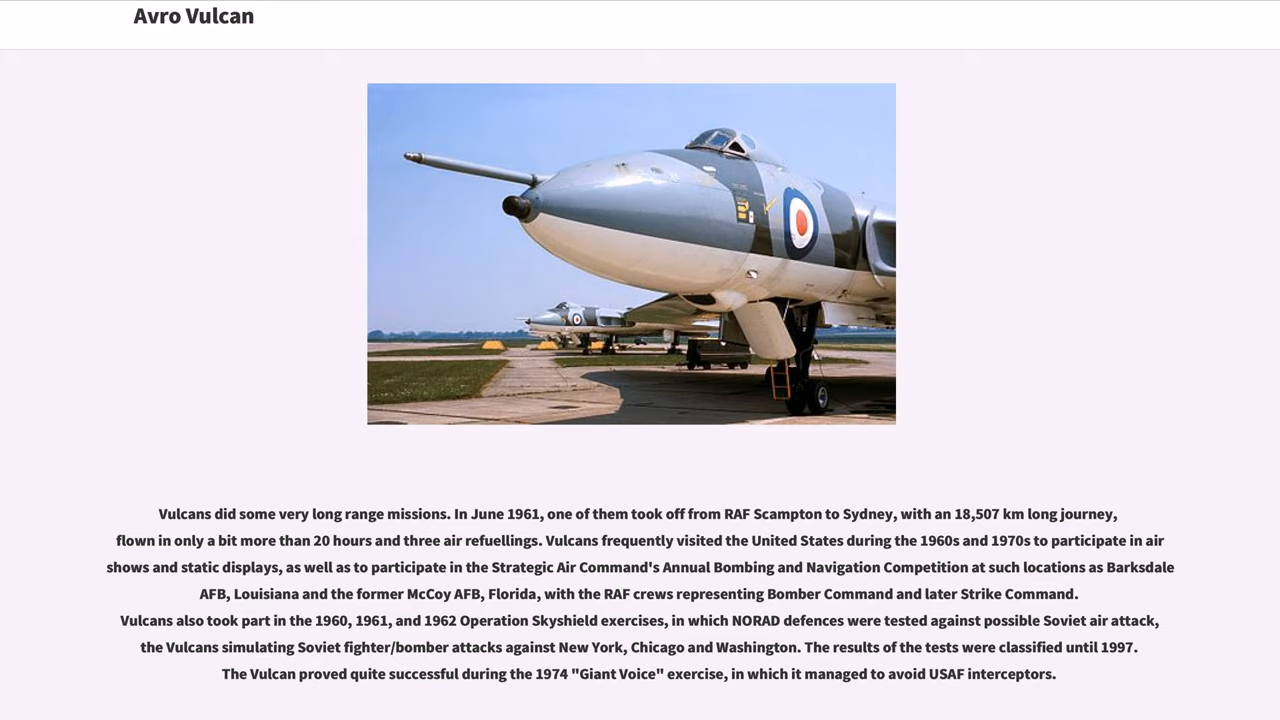 Avro Vulcan
Vulcans did some very long range missions. In June 1961, one of them took off from RAF Scampton to Sydney, with an 18,507 km long journey,
flown in only a bit more than 20 hours and three air refuellings. Vulcans frequently visited the United States during the 1960s and 1970s to participate in air
shows and static displays, as well as to participate in the Strategic Air Command's Annual Bombing and Navigation Competition at such locations as Barksdale
AFB, Louisiana and the former McCoy AFB, Florida, with the RAF crews representing Bomber Command and later Strike Command.
Vulcans also took part in the 1960, 1961, and 1962 Operation Skyshield exercises, in which NORAD defences were tested against possible Soviet air attack,
the Vulcans simulating Soviet fighter/bomber attacks against New York, Chicago and Washington. The results of the tests were classified until 1997.
The Vulcan proved quite successful during the 1974 "Giant Voice" exercise, in which it managed to avoid USAF interceptors.